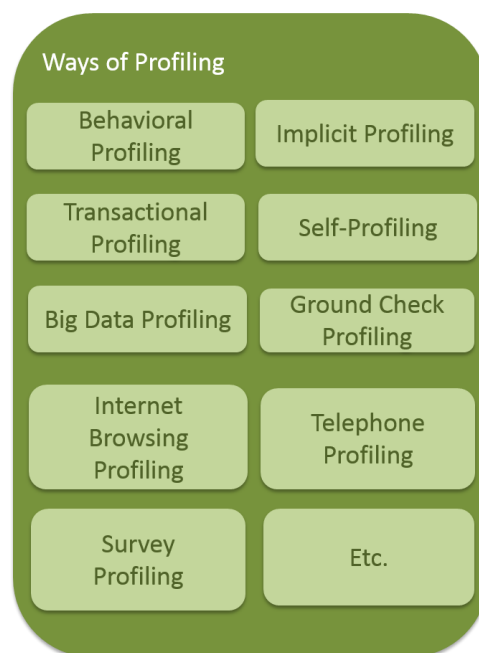 Ways of Profiling
Behavioral
Profiling
Implicit Profiling
Transactional
Profiling
Self-Profiling
Big Data Profiling
Ground Check
Profiling
Internet
Browsing
Profiling
Telephone
Profiling
Survey
Profiling
Etc.